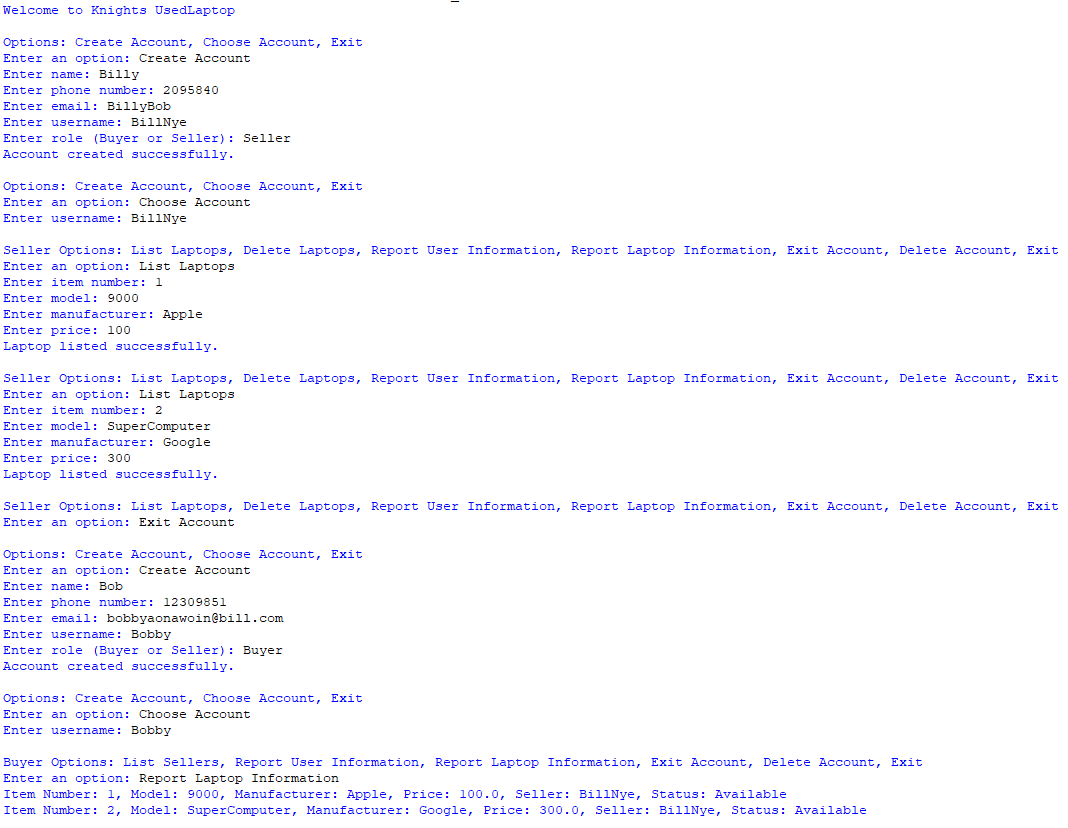 Welcome to Knights UsedLaptop
Options: Create Account, Choose Account, Exit
Enter an option: Create Account
Enter name: Billy
Enter phone number: 2095840
Enter email: BillyBob
Enter username: BillNye
Enter role (Buyer or Seller): Seller
Account created successfully.
Options: Create Account, Choose Account, Exit
Enter an option: Choose Account
Enter username: BillNye
Seller Options: List Laptops, Delete Laptops, Report User Information, Report Laptop Information, Exit Account, Delete Account, Exit
Enter an option: List Laptops
Enter item number: 1
Enter model: 9000
Enter manufacturer: Apple
Enter price: 100
Laptop listed successfully.
Seller Options: List Laptops, Delete Laptops, Report User Information, Report Laptop Information, Exit Account, Delete Account, Exit
Enter an option: List Laptops
Enter item number: 2
Enter model: SuperComputer
Enter manufacturer: Google
Enter price: 300
Laptop listed successfully.
Seller Options: List Laptops, Delete Laptops, Report User Information, Report Laptop Information, Exit Account, Delete Account, Exit
Enter an option: Exit Account
Options: Create Account, Choose Account, Exit
Enter an option: Create Account
Enter name: Bob
Enter phone number: 12309851
Enter email: bobbyaonawoin@bill.com
Enter username: Bobby
Enter role (Buyer or Seller): Buyer
Account created successfully.
Options: Create Account, Choose Account, Exit
Enter an option: Choose Account
Enter username: Bobby
Buyer Options: List Sellers, Report User Information, Report Laptop Information, Exit Account, Delete Account, Exit
Enter an option: Report Laptop Information
Item Number: 1, Model: 9000, Manufacturer: Apple, Price: 100.0, Seller: BillNye, Status: Available
Item Number: 2, Model: SuperComputer, Manufacturer: Google, Price: 300.0, Seller: BillNye, Status: Available